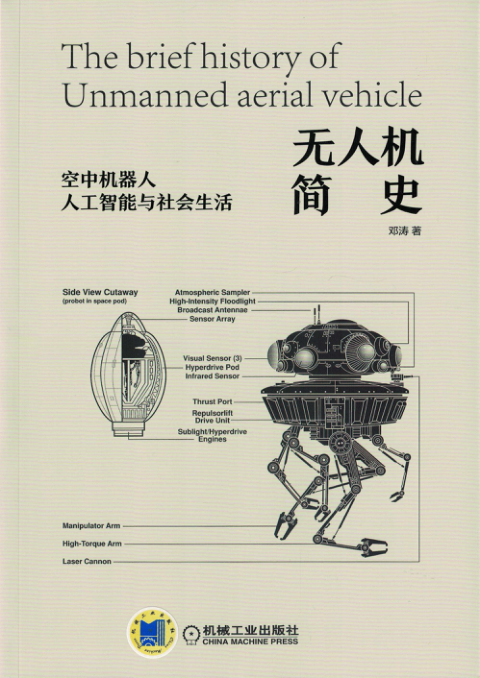 The brief history of
Unmanned aerial vehicle
无人机
简 史
空中机器人
人工智能与社会生活
邓涛 著
Side View Cutaway
(probot in space pod)
Atmospheric Sampler
High-Intensity Floodlight
Broadcast Antennae
Sensor Array
Visual Sensor (3)
Hyperdrive Pod
Infrared Sensor
Thrust Port
Repulsorlift
Drive Unit
Sublight/Hyperdrive
Engines
Manipulator Arm
High-Torque Arm
Laser Cannon
机械工业出版社
CHINA MACHINE PRESS